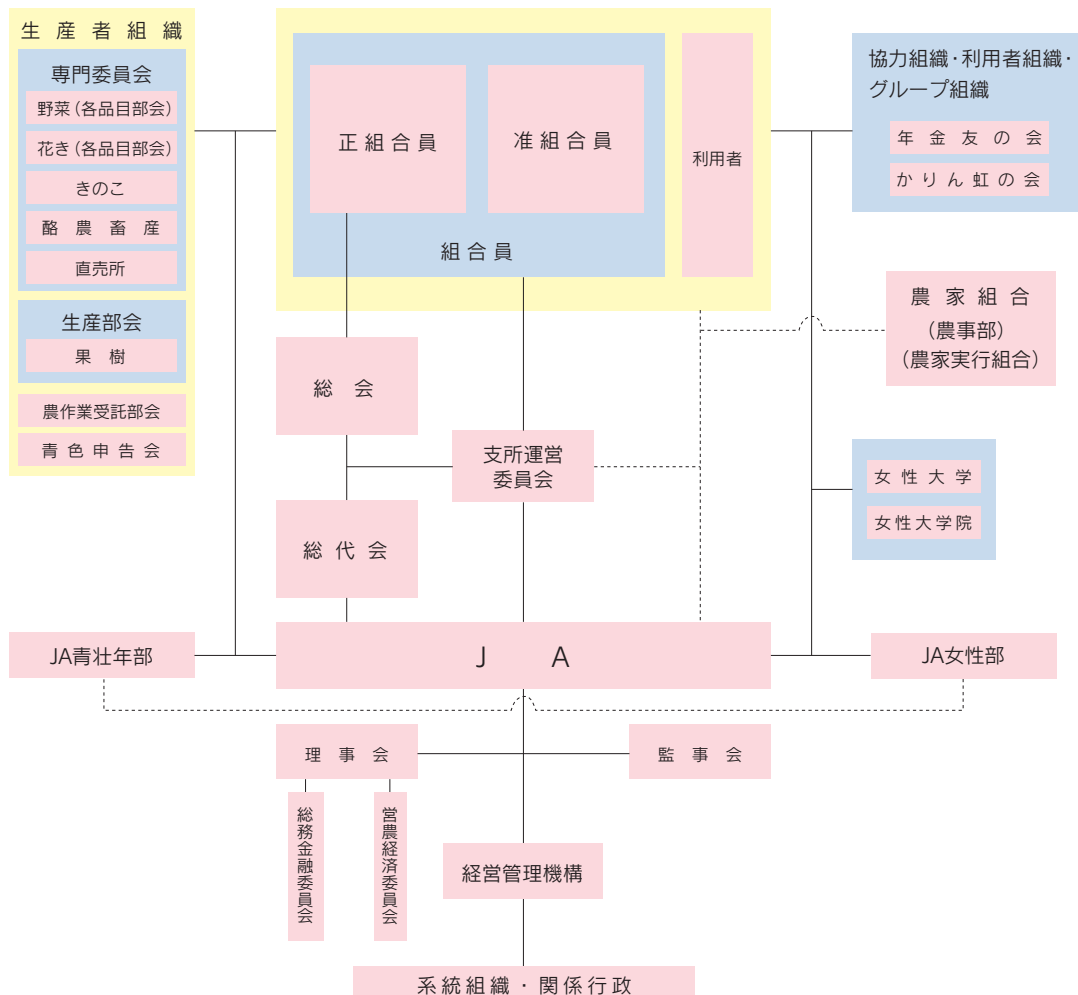 生産者組織
専門委員会
野菜(各品目部会)
花き(各品目部会)
きのこ
酪農畜産
直売所
生産部会
果樹
農作業受託部会
青色申告会
正組合員
准組合員
組合員
利用者
協力組織・利用者組織・
グループ組織
年金友の会
かりん虹の会
農家組合
(農事部)
(農家実行組合)
総会
支所運営
委員会
総代会
女性大学
女性大学院
JA青壮年部
JA
JA女性部
理事会
監事会
総務金融委員会
営農経済委員会
経営管理機構
系統組織・関係行政